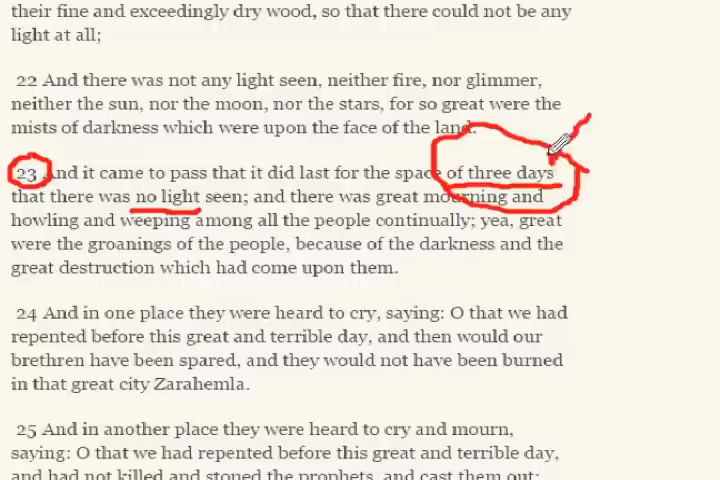 their fine and exceedingly dry wood, so that there could not be any
light at all;
22 And there was not any light seen, neither fire, nor glimmer,
neither the sun, nor the moon, nor the stars, for so great were the
mists of darkness which were upon the face of the land.
23 And it came to pass that it did last for the space of three days
that there was no light seen; and there was great mourning and
howling and weeping among all the people continually; yea, great
were the groanings of the people, because of the darkness and the
great destruction which had come upon them.
24 And in one place they were heard to cry, saying: O that we had
repented before this great and terrible day, and then would our
brethren have been spared, and they would not have been burned
in that great city Zarahemla.
25 And in another place they were heard to cry and mourn,
saying: O that we had repented before this great and terrible day,
and had not killed and stoned the prophets, and cast them out;